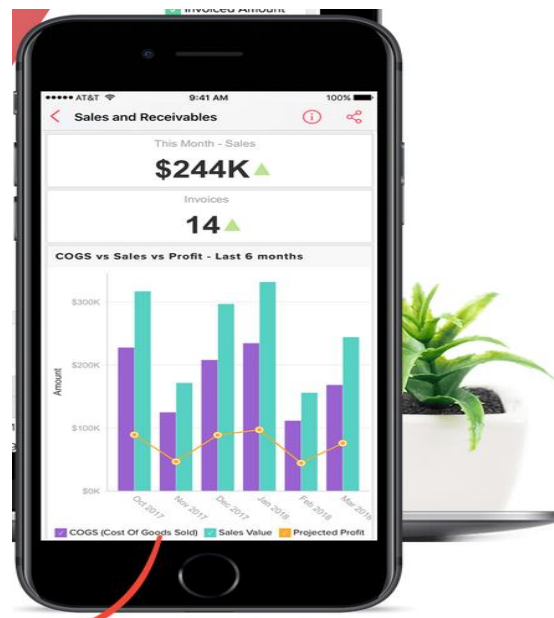 Invoiced Amount
AT&T 9:41 AM 100%
Sales and Receivables
This Month - Sales
$244K
Invoices
14
COGS vs Sales vs Profit - Last 6 months
$300K
$200K
$100K
$0K
Amount
Oct 2017 Nov 2017 Dec 2017 Jan 2018 Feb 2018 Mar 2018
COGS (Cost Of Goods Sold) Sales Value Projected Profit